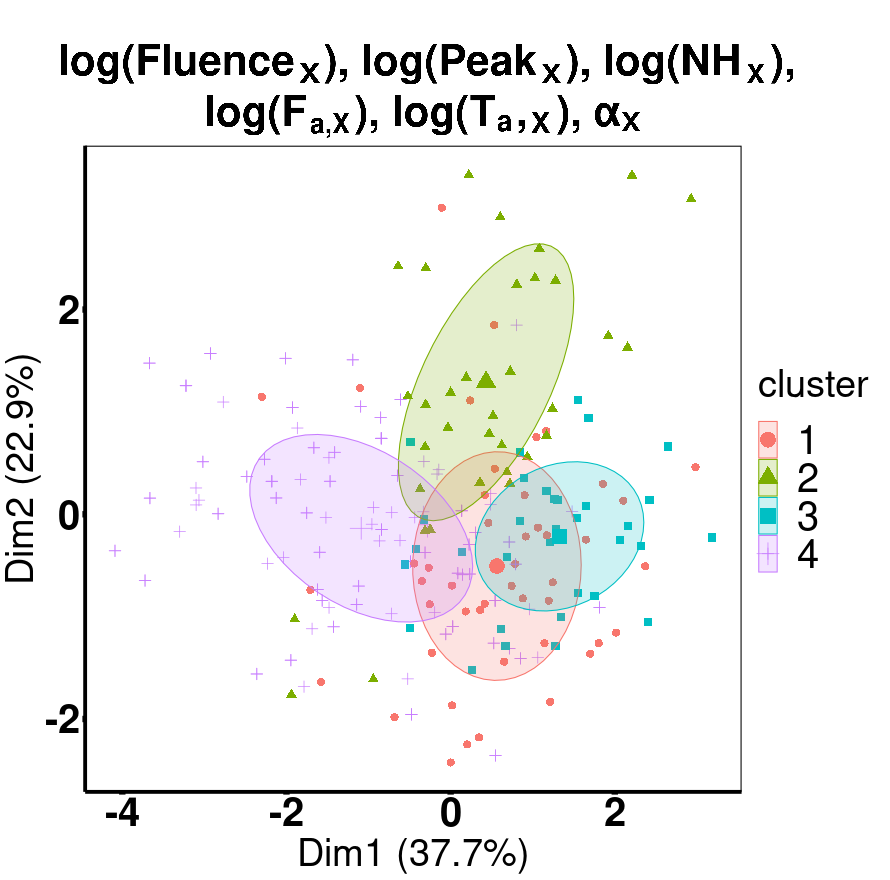 log(Fluence_X), log(Peak_X), log(NH_X),
log(F_a,X), log(T_a,X), α_X
Dim2 (22.9%)
2
0
-2
-4 -2 0 2
Dim1 (37.7%)
cluster
1
2
3
4